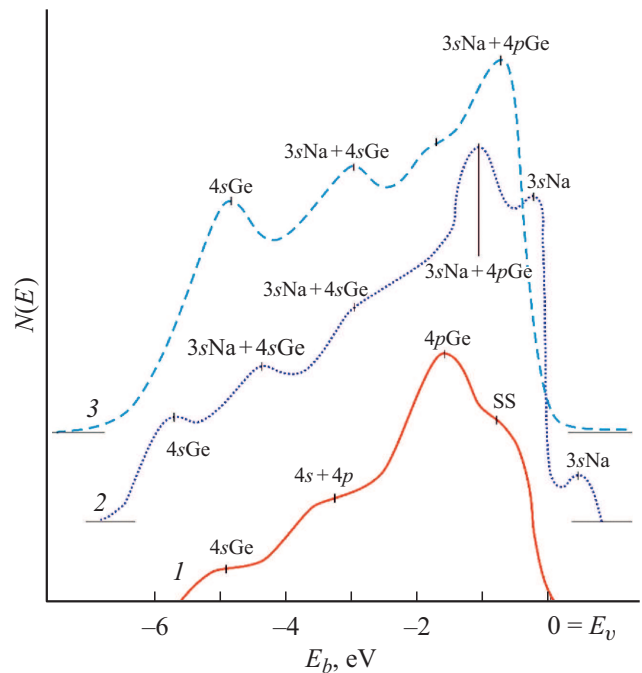 3sNa + 4pGe
3sNa + 4sGe
4sGe
3sNa
3sNa + 4pGe
3sNa + 4sGe
4pGe
3sNa + 4sGe
SS
3
4sGe
4s + 4p
3sNa
2
4sGe
1
N(E)
–6 –4 –2 0 = Eᵥ
E_b, eV